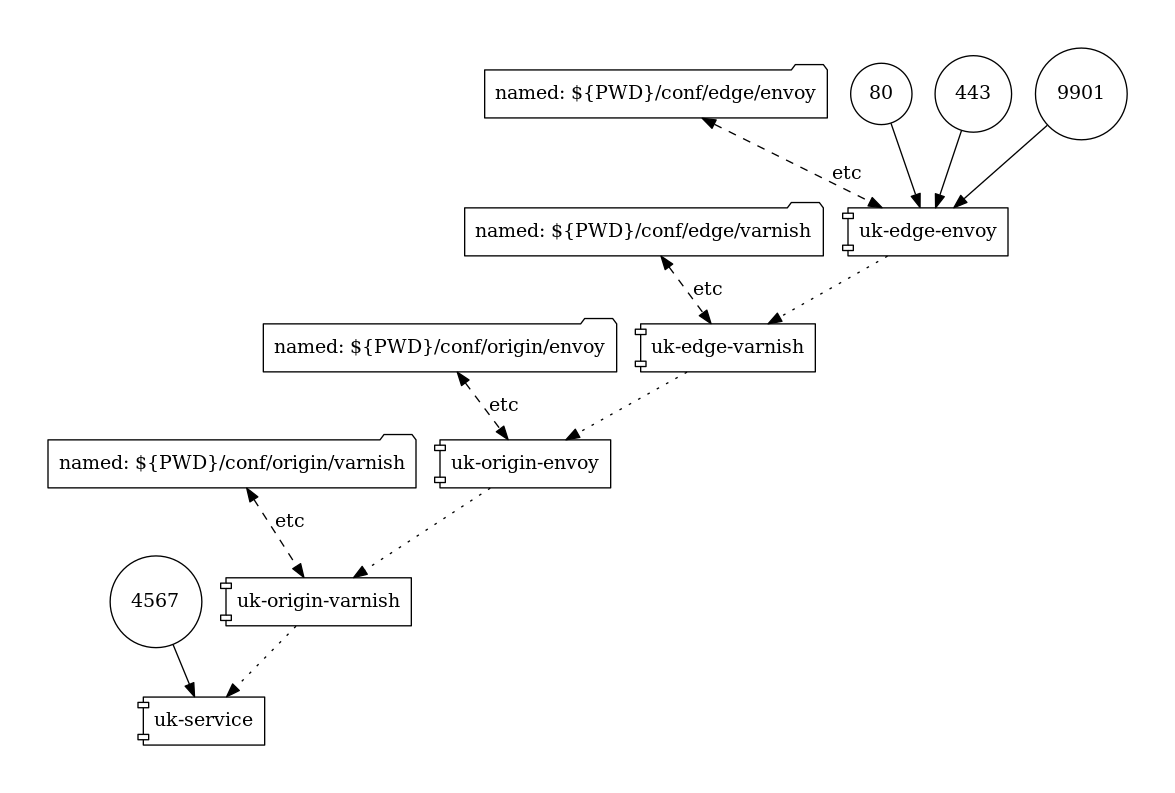 named: ${PWD}/conf/edge/envoy
80
443
9901
etc
named: ${PWD}/conf/edge/varnish
uk-edge-envoy
etc
named: ${PWD}/conf/origin/envoy
uk-edge-varnish
etc
named: ${PWD}/conf/origin/varnish
uk-origin-envoy
etc
4567
uk-origin-varnish
uk-service